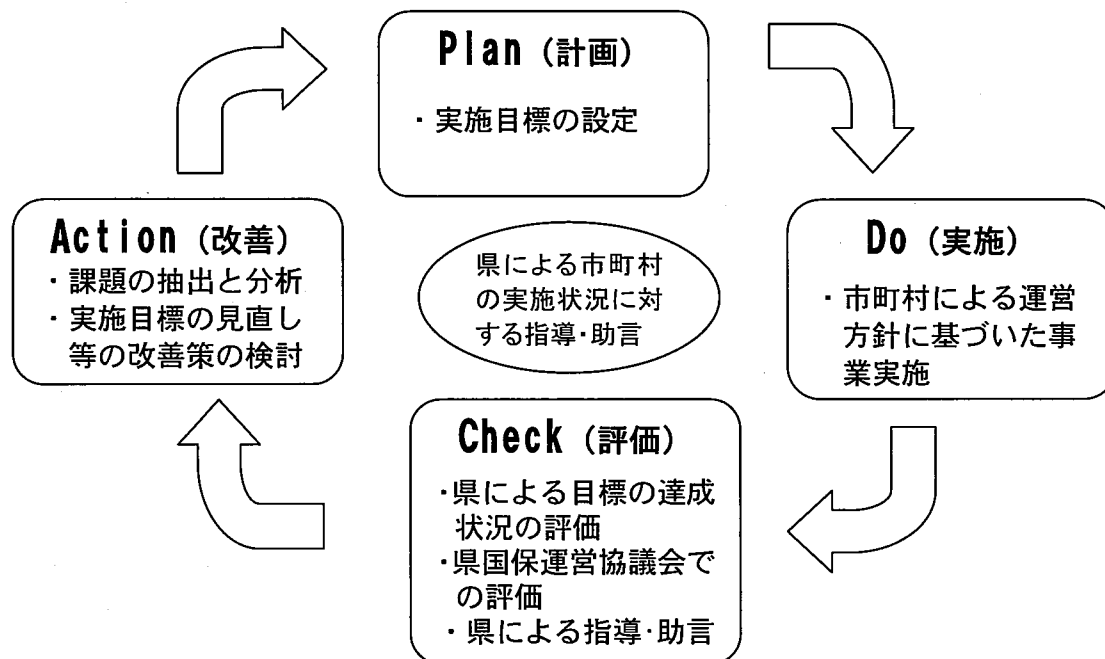 Plan（計画）
・実施目標の設定
Do（実施）
・市町村による運営
方針に基づいた事
業実施
Check（評価）
・県による目標の達成
状況の評価
・県国保運営協議会で
の評価
・県による指導・助言
Action（改善）
・課題の抽出と分析
・実施目標の見直し
等の改善策の検討
県による市町村
の実施状況に対
する指導・助言